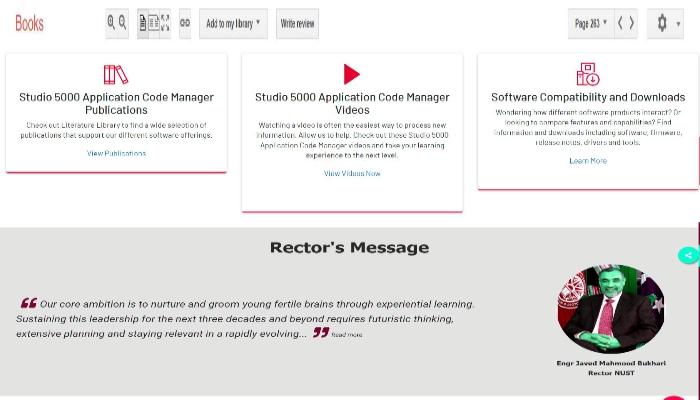 Books
Add to my library
Write review
Page 263
Studio 5000 Application Code Manager
Publications
Check out Literature Library to find a wide selection of
publications that support our different software offerings.
View Publications
Studio 5000 Application Code Manager
Videos
Watching a video is often the easiest way to process new
information. Allow us to help. Check out these Studio 5000
Application Code Manager videos and take your learning
experience to the next level.
View Videos Now
Software Compatibility and Downloads
Wondering how different software products interact? Or
looking to compare features and capabilities? Find
information and downloads including software, firmware,
release notes, drivers and tools.
Learn More
Rector's Message
❝ Our core ambition is to nurture and groom young fertile brains through experiential learning.
Sustaining this leadership for the next three decades and beyond requires futuristic thinking,
extensive planning and staying relevant in a rapidly evolving... ❞ Read more
Engr Javed Mahmood Bukhari
Rector NUST